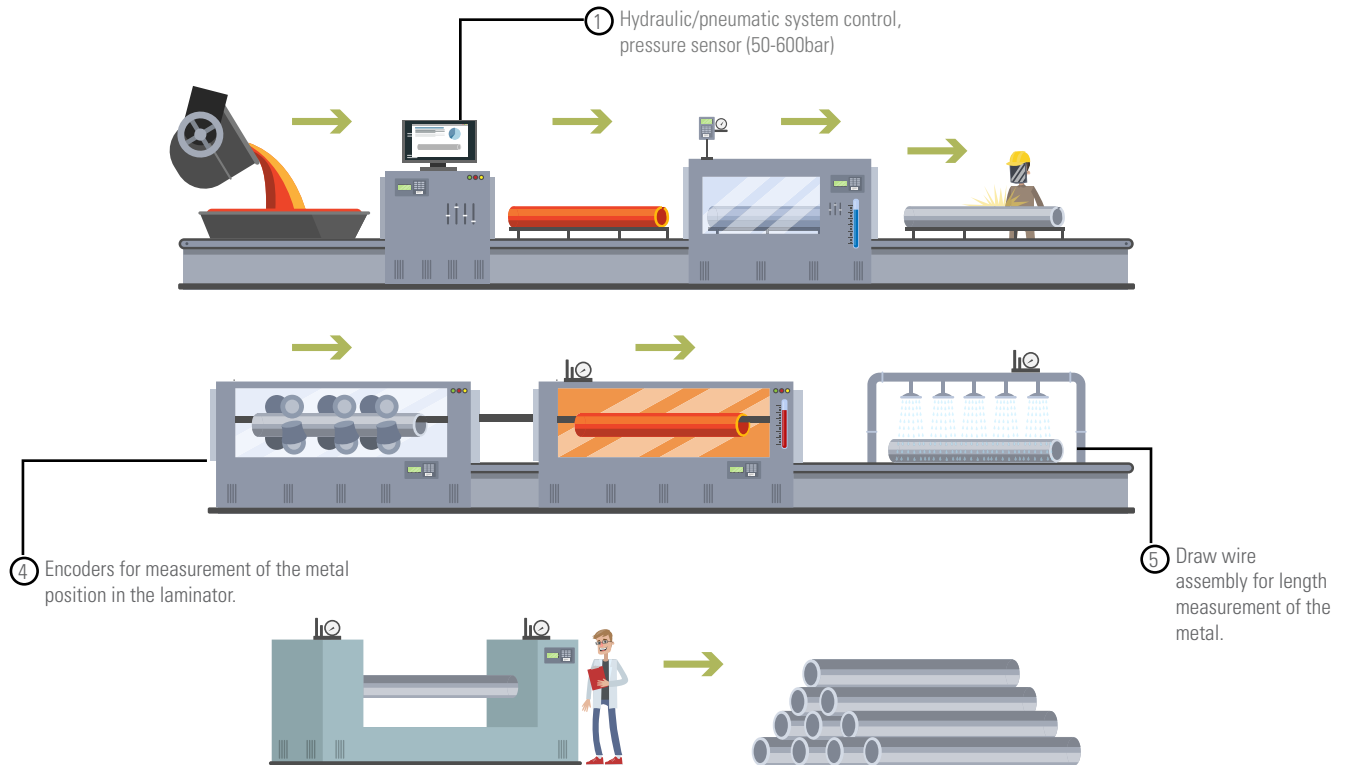 1 Hydraulic/pneumatic system control,
pressure sensor (50-600bar)
4 Encoders for measurement of the metal
position in the laminator.
5 Draw wire
assembly for length
measurement of the
metal.